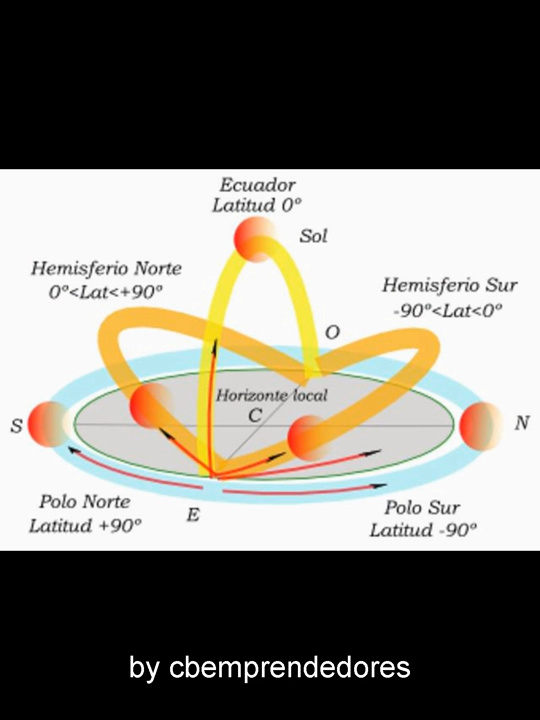 Ecuador
Latitud 0º
Sol
Hemisferio Norte
0º<Lat<+90º
Hemisferio Sur
-90º<Lat<0º
O
Horizonte local
C
S
N
Polo Norte
Latitud +90º
E
Polo Sur
Latitud -90º
by cbemprendedores